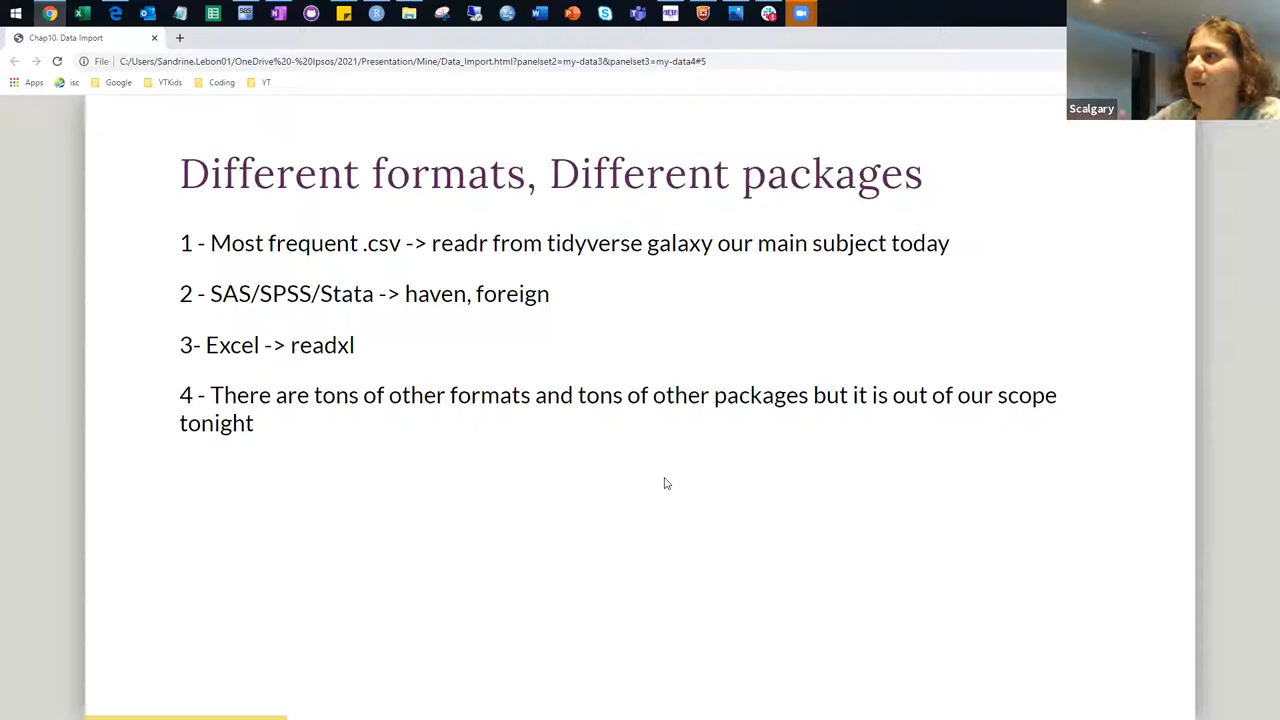 Chap10. Data Import
File
C:/Users/Sandrine.Lebon01/OneDrive%20-%20Ipsos/2021/Presentation/Mine/Data_Import.html?panelset2=my-data3&panelset3=my-data4#5
Apps
isc
Google
YTKids
Coding
YT
Scalgary
Different formats, Different packages
1 - Most frequent .csv -> readr from tidyverse galaxy our main subject today
2 - SAS/SPSS/Stata -> haven, foreign
3- Excel -> readxl
4 - There are tons of other formats and tons of other packages but it is out of our scope
tonight